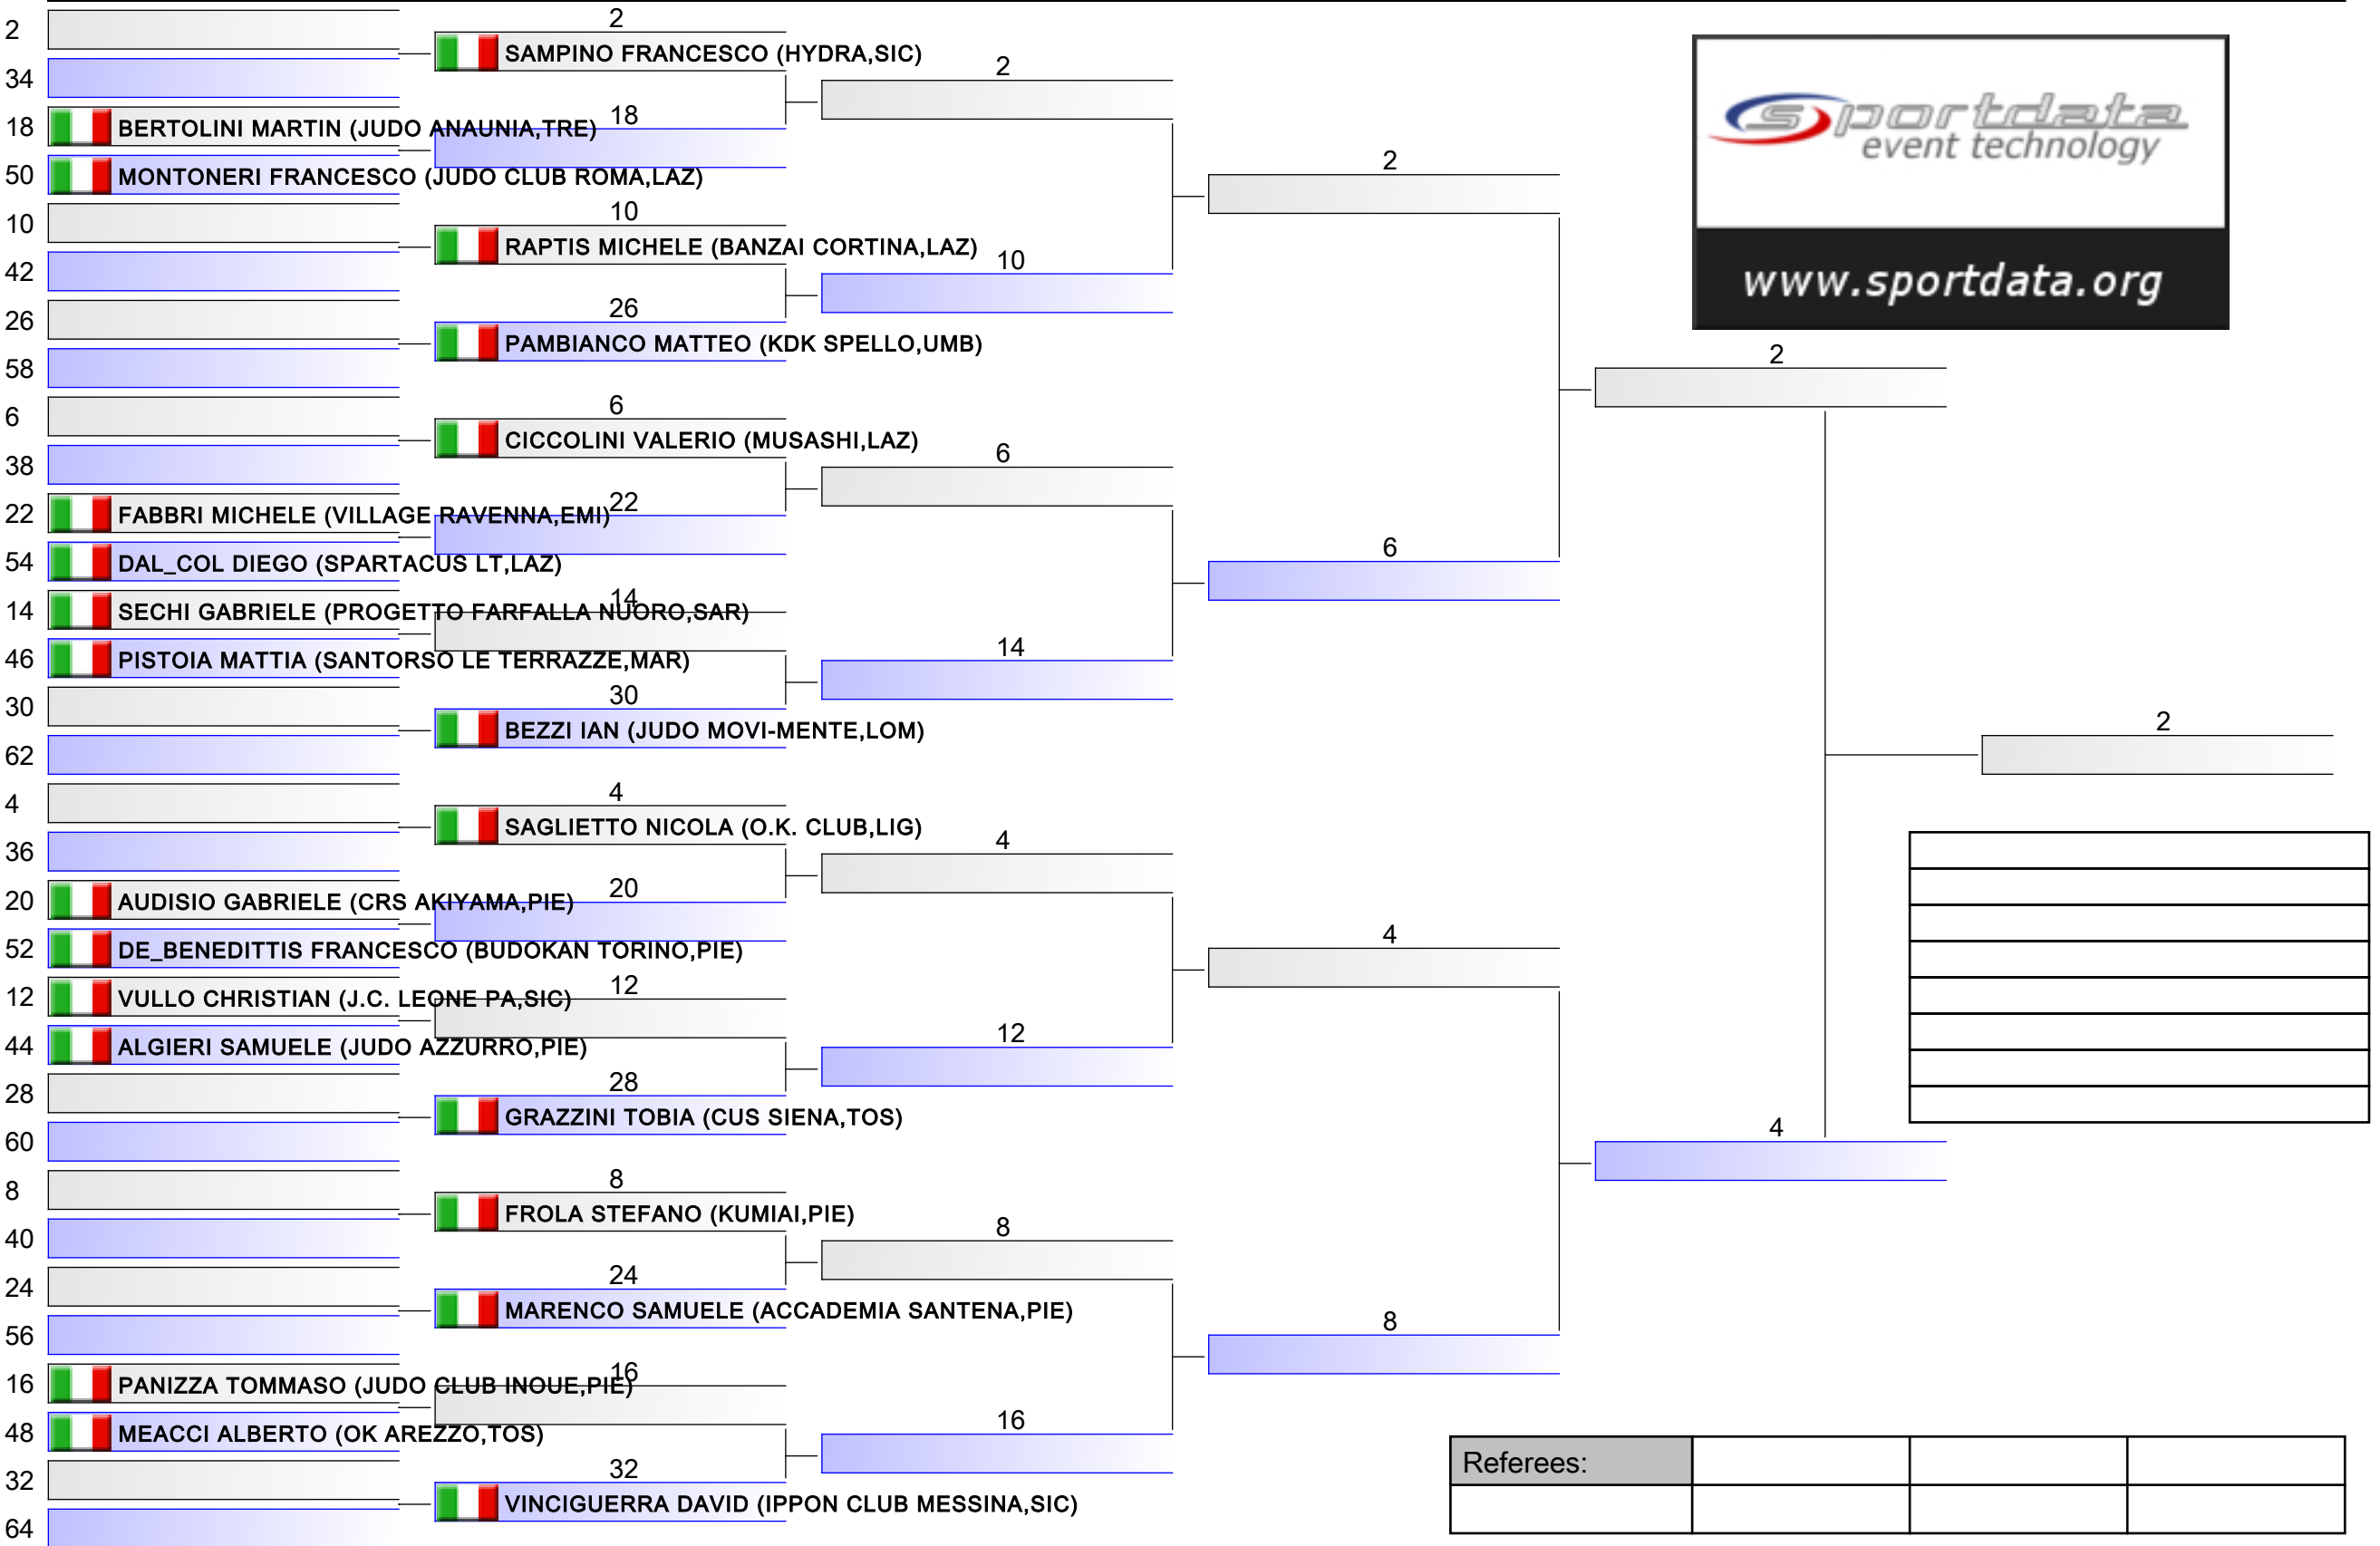 2
2
SAMPINO FRANCESCO (HYDRA,SIC)
34
2
18
BERTOLINI MARTIN (JUDO ANAUNIA,TRE)
18
50
MONTONERI FRANCESCO (JUDO CLUB ROMA,LAZ)
2
10
10
RAPTIS MICHELE (BANZAI CORTINA,LAZ)
42
10
26
26
PAMBIANCO MATTEO (KDK SPELLO,UMB)
58
2
6
6
CICCOLINI VALERIO (MUSASHI,LAZ)
38
6
22
FABBRI MICHELE (VILLAGE RAVENNA,EMI)
22
54
DAL_COL DIEGO (SPARTACUS LT,LAZ)
6
14
SECHI GABRIELE (PROGETTO FARFALLA NUORO,SAR)
14
46
PISTOIA MATTIA (SANTORSO LE TERRAZZE,MAR)
14
30
30
BEZZI IAN (JUDO MOVI-MENTE,LOM)
62
2
4
4
SAGLIETTO NICOLA (O.K. CLUB,LIG)
36
4
20
AUDISIO GABRIELE (CRS AKIYAMA,PIE)
20
52
DE_BENEDITTIS FRANCESCO (BUDOKAN TORINO,PIE)
4
12
VULLO CHRISTIAN (J.C. LEONE PA,SIC)
12
44
ALGIERI SAMUELE (JUDO AZZURRO,PIE)
12
28
28
GRAZZINI TOBIA (CUS SIENA,TOS)
60
4
8
8
FROLA STEFANO (KUMIAI,PIE)
40
8
24
24
MARENCO SAMUELE (ACCADEMIA SANTENA,PIE)
56
8
16
PANIZZA TOMMASO (JUDO CLUB INOUE,PIE)
16
48
MEACCI ALBERTO (OK AREZZO,TOS)
16
32
32
VINCIGUERRA DAVID (IPPON CLUB MESSINA,SIC)
64
sportdata
event technology
www.sportdata.org
Referees: